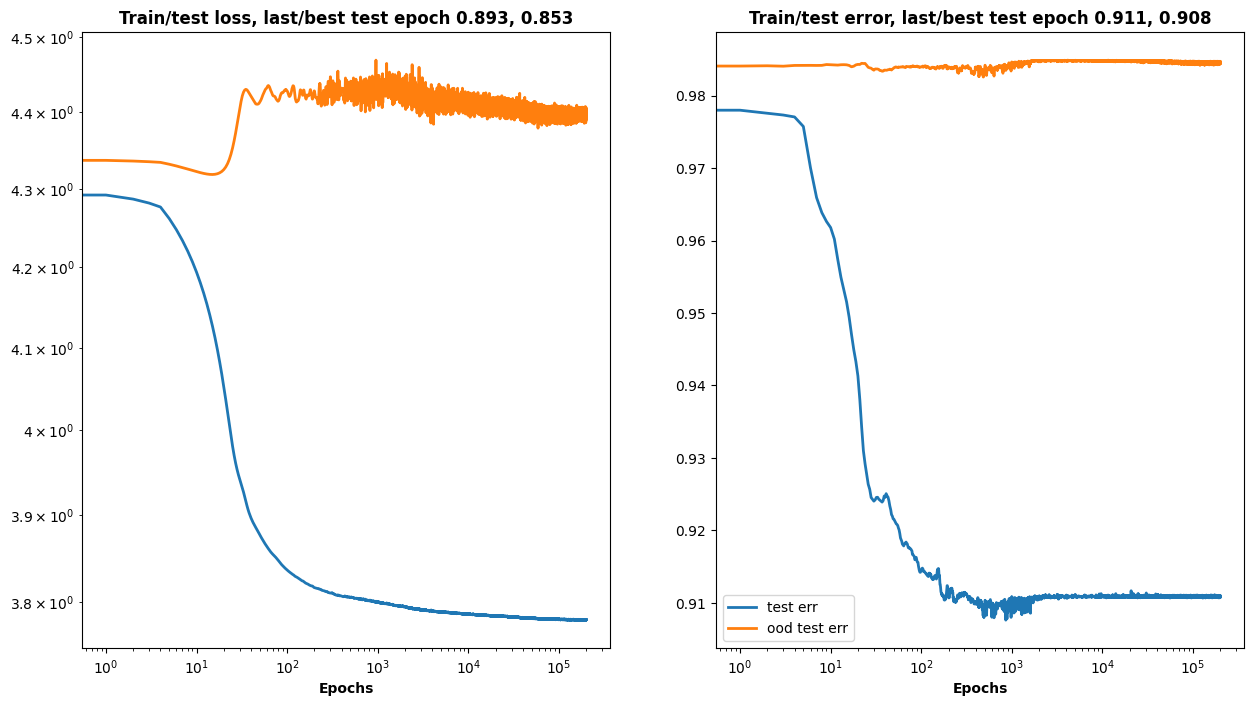 Train/test loss, last/best test epoch 0.893, 0.853
4.5 × 10⁰
4.4 × 10⁰
4.3 × 10⁰
4.2 × 10⁰
4.1 × 10⁰
4 × 10⁰
3.9 × 10⁰
3.8 × 10⁰
10⁰ 10¹ 10² 10³ 10⁴ 10⁵
Epochs
Train/test error, last/best test epoch 0.911, 0.908
0.98
0.97
0.96
0.95
0.94
0.93
0.92
0.91
test err
ood test err
10⁰ 10¹ 10² 10³ 10⁴ 10⁵
Epochs